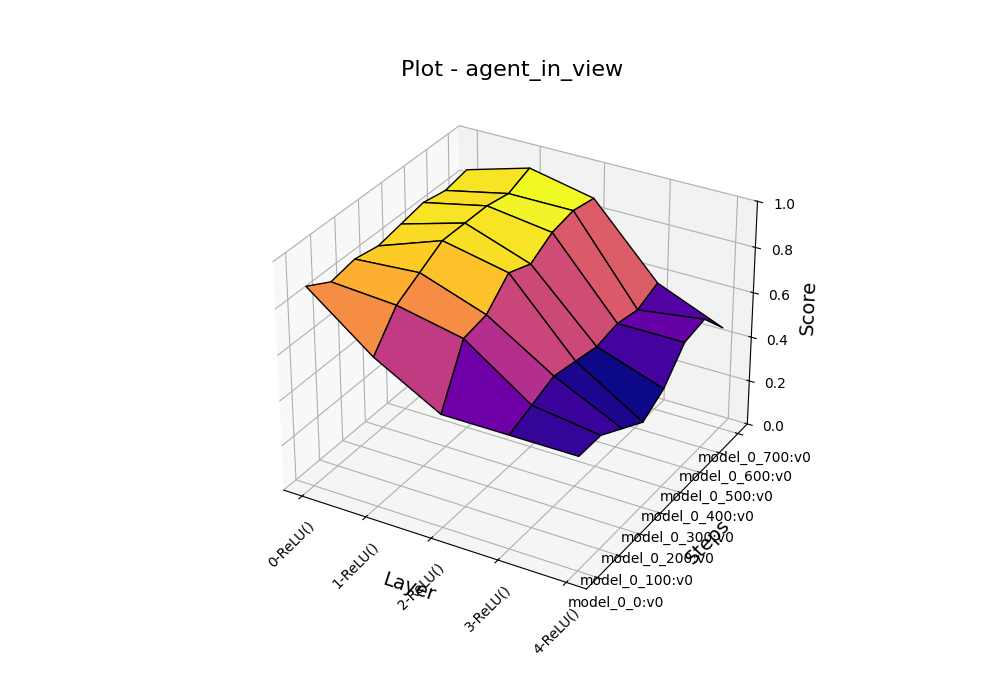 Plot - agent_in_view
1.0
0.8
0.6
0.4
0.2
0.0
Score
model_0_700:v0
model_0_600:v0
model_0_500:v0
model_0_400:v0
model_0_300:v0
model_0_200:v0
model_0_100:v0
model_0_0:v0
Steps
0-ReLU()
1-ReLU()
2-ReLU()
3-ReLU()
4-ReLU()
Layer